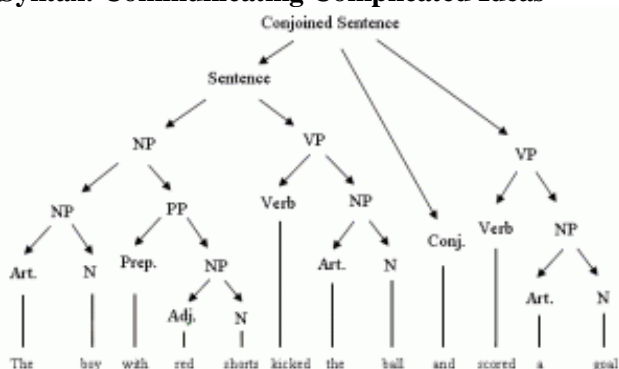 Syntax: Communicating Complicated Ideas
Conjoined Sentence
Sentence
NP VP VP
NP PP Verb NP Conj. Verb NP
Art. N Prep. NP Art. N Art. N
Adj. N
The boy with red shorts kicked the ball and scored a goal